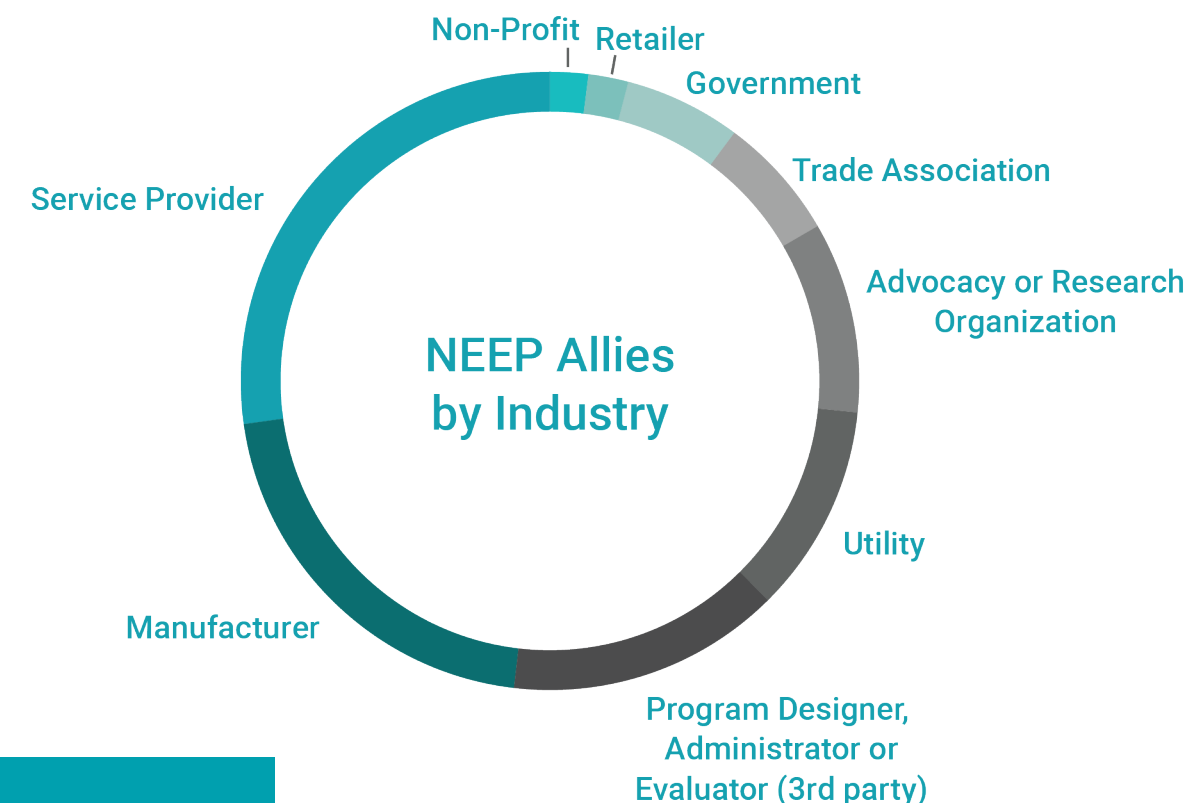 Non-Profit
Retailer
Government
Trade Association
Service Provider
Advocacy or Research
Organization
NEEP Allies
by Industry
Utility
Manufacturer
Program Designer,
Administrator or
Evaluator (3rd party)